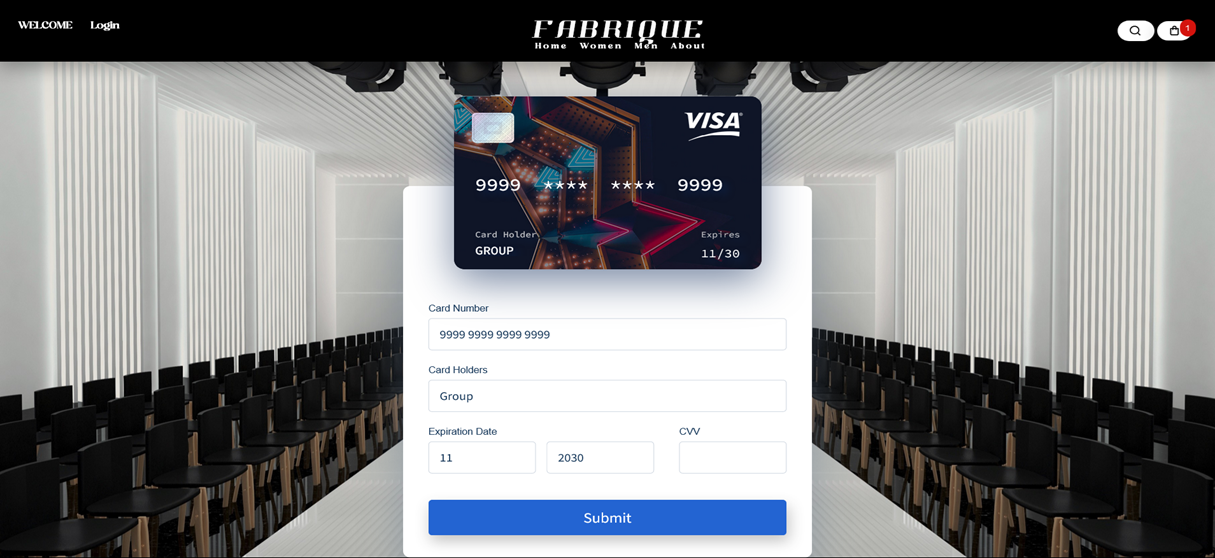 WELCOME Login
FABRIQUE
Home Women Men About
1
VISA
9999 **** **** 9999
Card Holder Expires
GROUP 11/30
Card Number
9999 9999 9999 9999
Card Holders
Group
Expiration Date CVV
11 2030
Submit